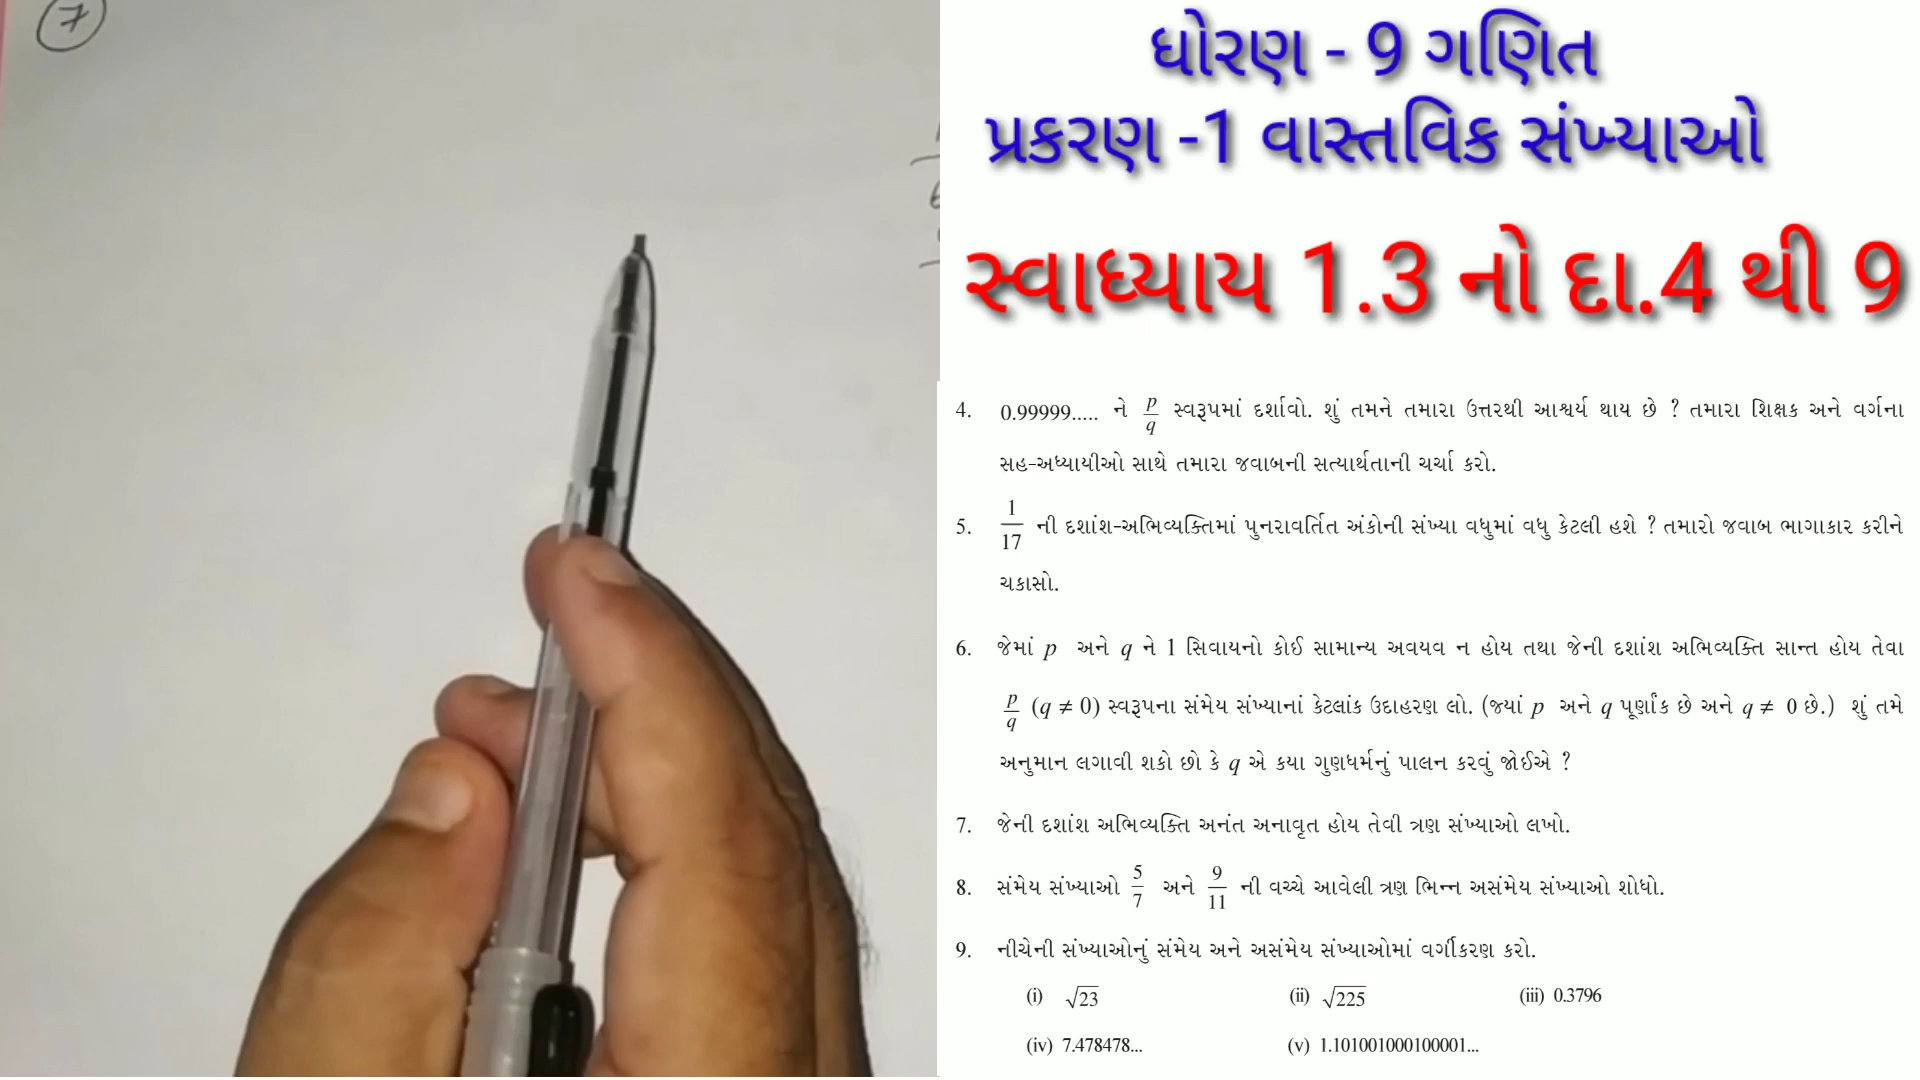 7
ધોરણ - 9 ગણિત
પ્રકરણ -1 વાસ્તવિક સંખ્યાઓ
સ્વાધ્યાય 1.3 નો દા.4 થી 9
4. 0.99999..... ને p/q સ્વરૂપમાં દર્શાવો. શું તમને તમારા ઉત્તરથી આશ્ચર્ય થાય છે ? તમારા શિક્ષક અને વર્ગના
સહ-અધ્યાયીઓ સાથે તમારા જવાબની સત્યાર્થતાની ચર્ચા કરો.
5. 1/17 ની દશાંશ-અભિવ્યક્તિમાં પુનરાવર્તિત અંકોની સંખ્યા વધુમાં વધુ કેટલી હશે ? તમારો જવાબ ભાગાકાર કરીને
ચકાસો.
6. જેમાં p અને q ને 1 સિવાયનો કોઈ સામાન્ય અવયવ ન હોય તથા જેની દશાંશ અભિવ્યક્તિ સાન્ત હોય તેવા
p/q (q ≠ 0) સ્વરૂપના સંમેય સંખ્યાનાં કેટલાંક ઉદાહરણ લો. (જ્યાં p અને q પૂર્ણાંક છે અને q ≠ 0 છે.) શું તમે
અનુમાન લગાવી શકો છો કે q એ કયા ગુણધર્મનું પાલન કરવું જોઈએ ?
7. જેની દશાંશ અભિવ્યક્તિ અનંત અનાવૃત હોય તેવી ત્રણ સંખ્યાઓ લખો.
8. સંમેય સંખ્યાઓ 5/7 અને 9/11 ની વચ્ચે આવેલી ત્રણ ભિન્ન અસંમેય સંખ્યાઓ શોધો.
9. નીચેની સંખ્યાઓનું સંમેય અને અસંમેય સંખ્યાઓમાં વર્ગીકરણ કરો.
(i) √23 (ii) √225 (iii) 0.3796
(iv) 7.478478... (v) 1.101001000100001...